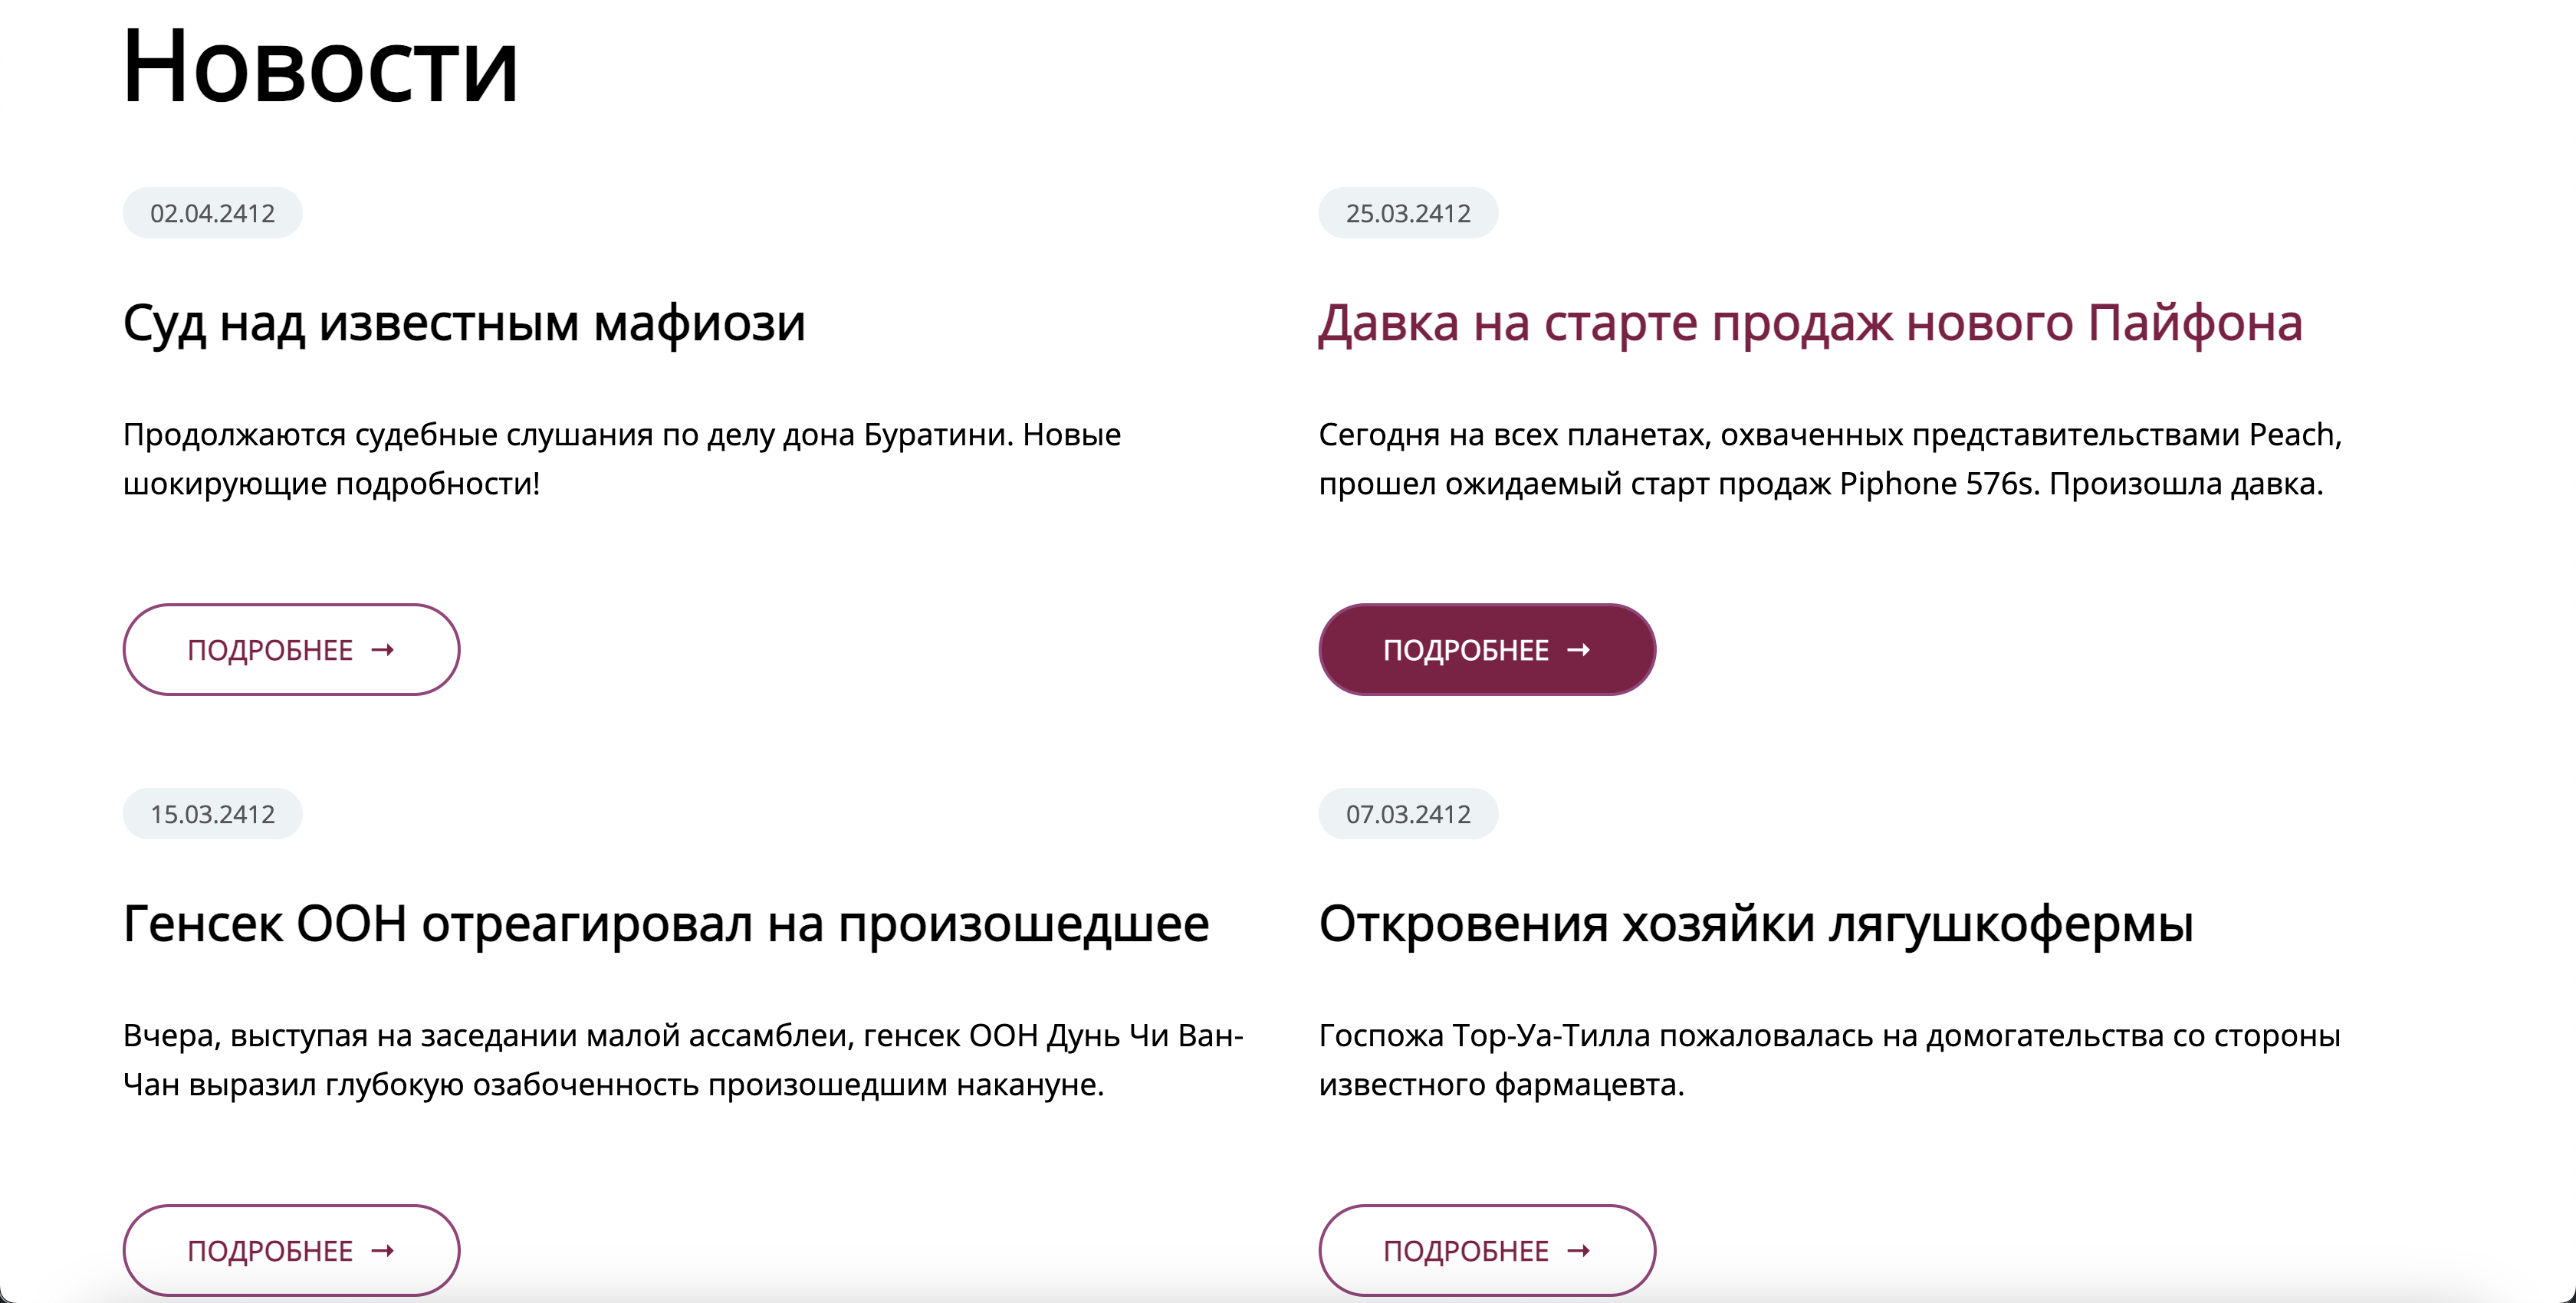 Новости
02.04.2412
Суд над известным мафиози
Продолжаются судебные слушания по делу дона Буратини. Новые
шокирующие подробности!
ПОДРОБНЕЕ →
25.03.2412
Давка на старте продаж нового Пайфона
Сегодня на всех планетах, охваченных представительствами Peach,
прошел ожидаемый старт продаж Piphone 576s. Произошла давка.
ПОДРОБНЕЕ →
15.03.2412
Генсек ООН отреагировал на произошедшее
Вчера, выступая на заседании малой ассамблеи, генсек ООН Дунь Чи Ван-
Чан выразил глубокую озабоченность произошедшим накануне.
ПОДРОБНЕЕ →
07.03.2412
Откровения хозяйки лягушкофермы
Госпожа Тор-Уа-Тилла пожаловалась на домогательства со стороны
известного фармацевта.
ПОДРОБНЕЕ →